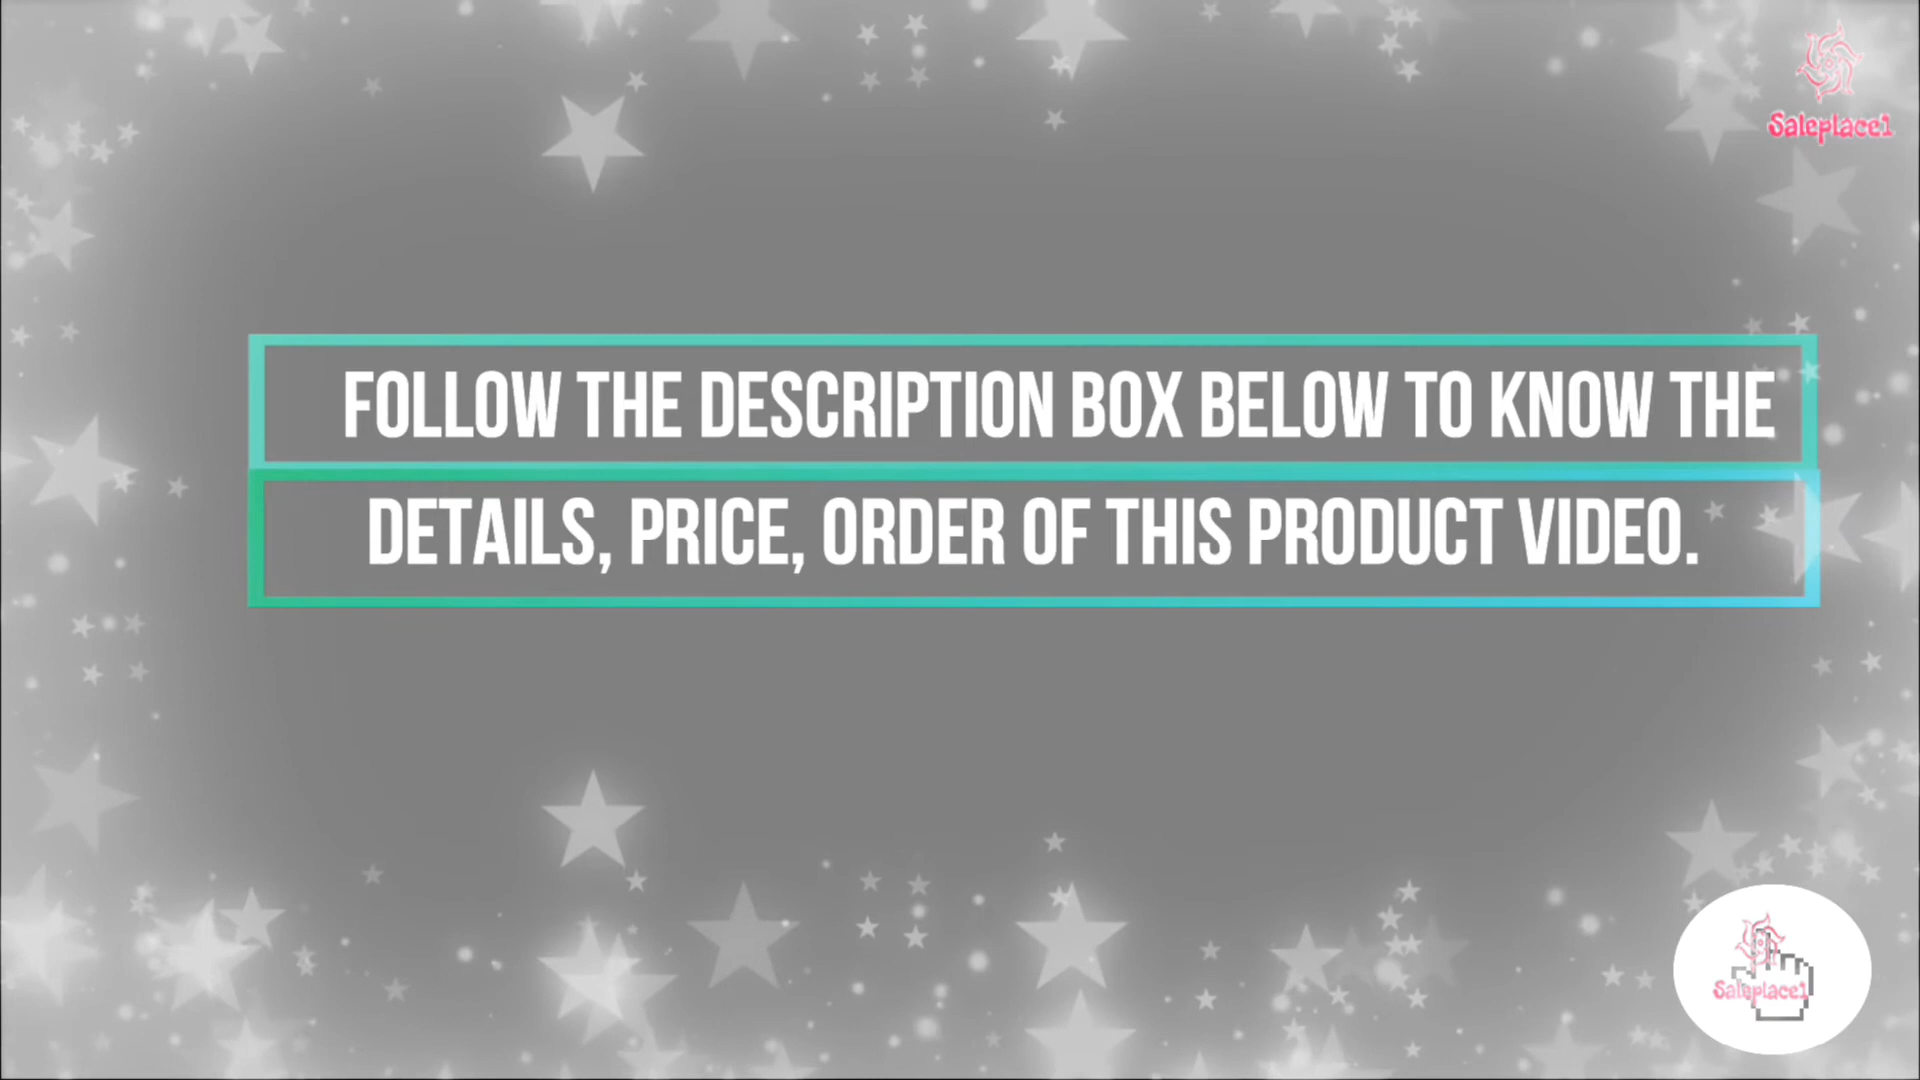 Saleplace1
FOLLOW THE DESCRIPTION BOX BELOW TO KNOW THE
DETAILS, PRICE, ORDER OF THIS PRODUCT VIDEO.
Saleplace1